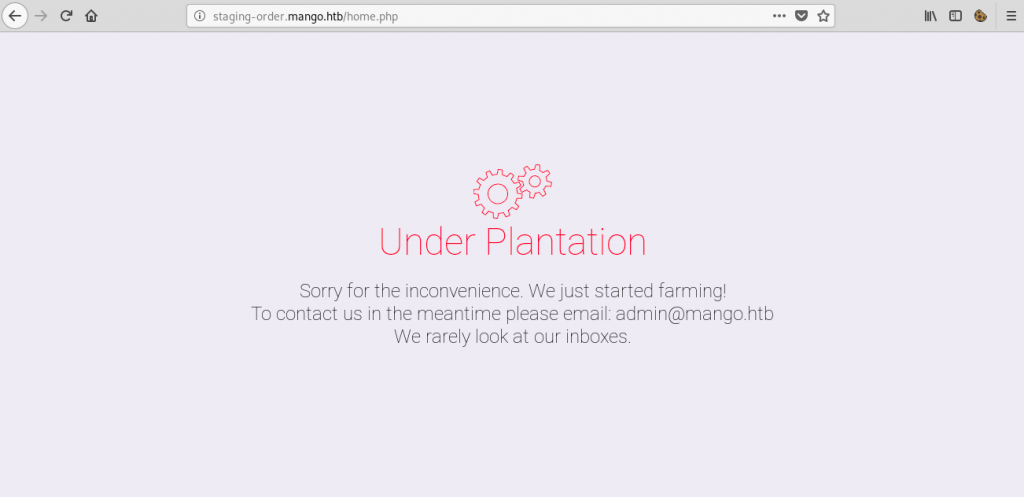 staging-order.mango.htb/home.php
Under Plantation
Sorry for the inconvenience. We just started farming!
To contact us in the meantime please email: admin@mango.htb
We rarely look at our inboxes.